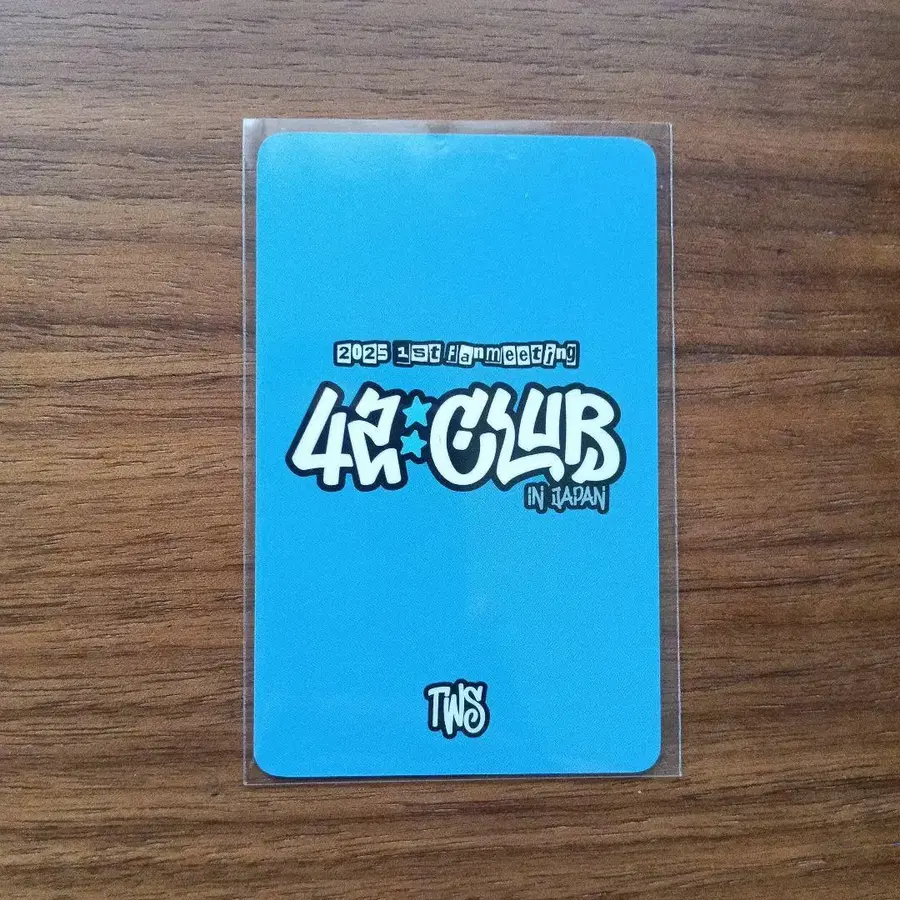 2025 1st fanmeeting
42:CLUB
IN JAPAN
TWS